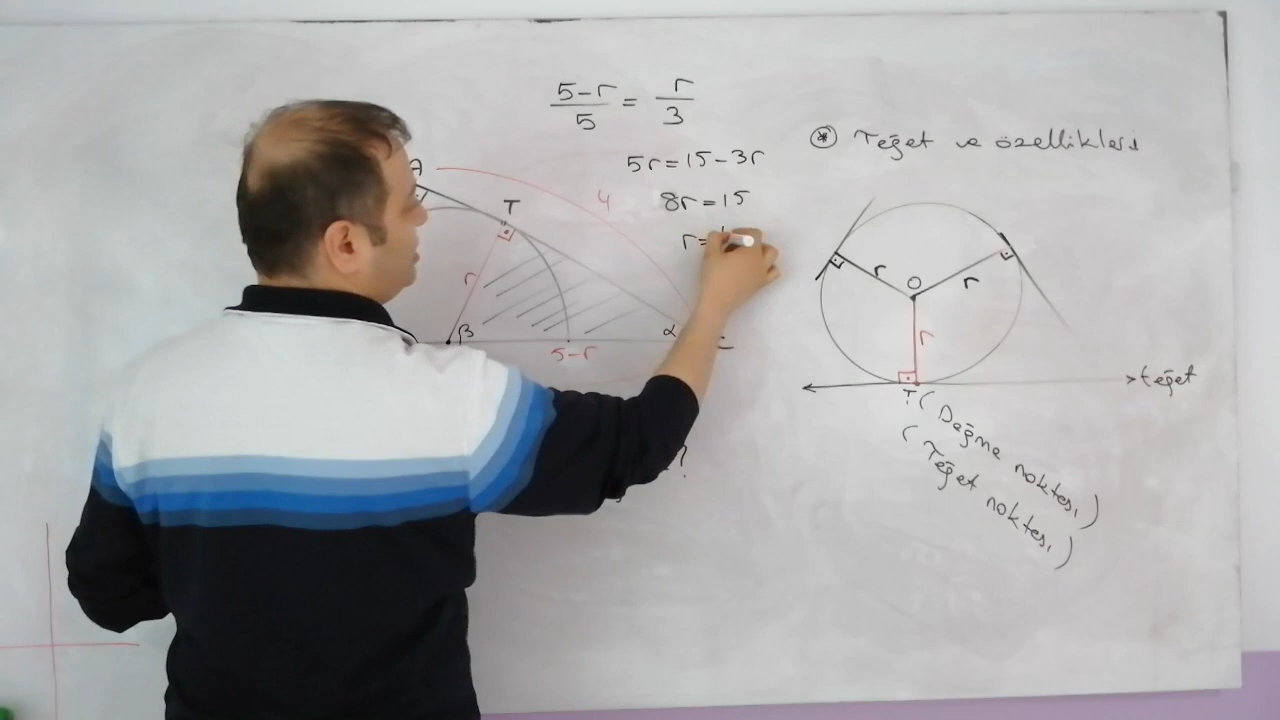 5-r/5 = r/3
5r=15-3r
8r=15
r=
A
T
4
r
β
α
5-r
C
?
⊛ Teğet ve özellikleri
O
r
r
r
teğet
T (Değme noktası)
(Teğet noktası)